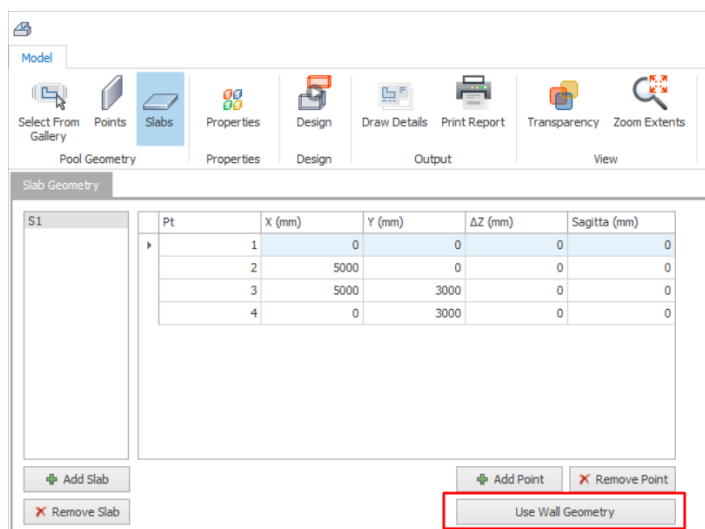 Model
Select From Gallery Points Slabs Properties Design Draw Details Print Report Transparency Zoom Extents
Pool Geometry Properties Design Output View
Slab Geometry
S1
Pt X (mm) Y (mm) ΔZ (mm) Sagitta (mm)
1 0 0 0 0
2 5000 0 0 0
3 5000 3000 0 0
4 0 3000 0 0
Add Slab Add Point Remove Point
Remove Slab Use Wall Geometry